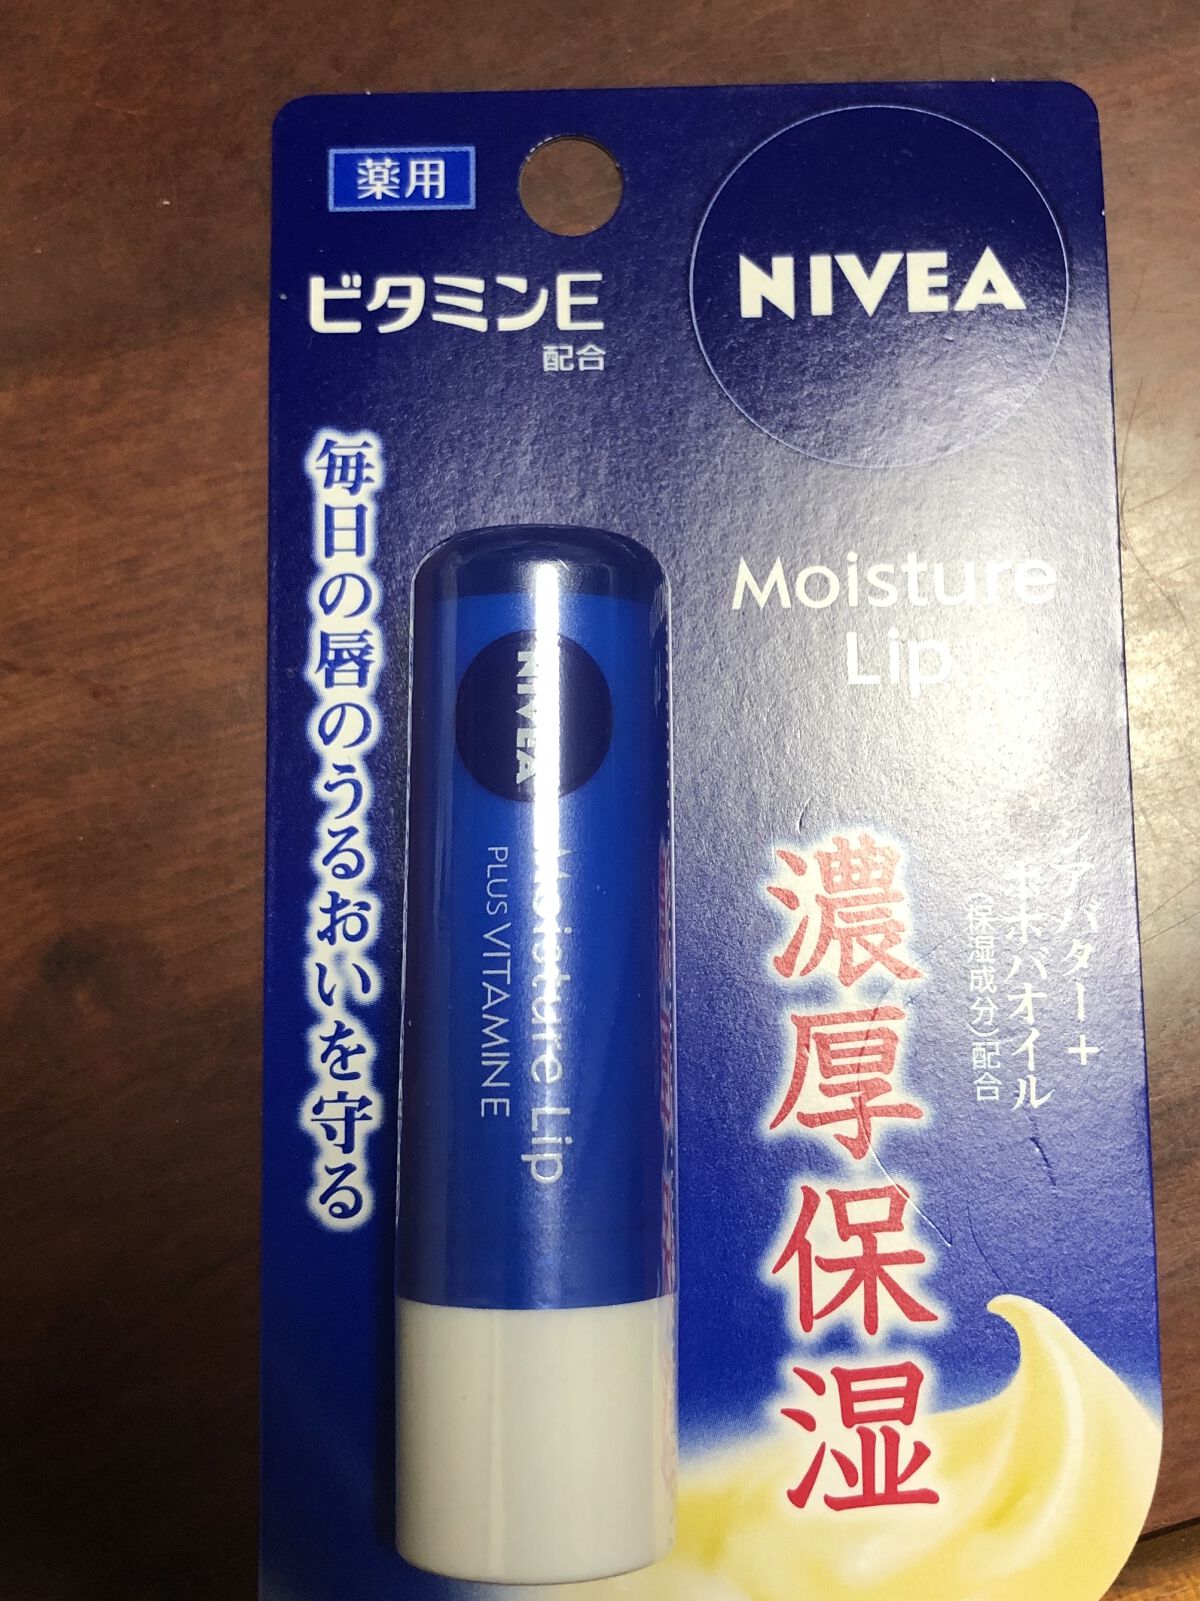 薬用
NIVEA
ビタミンE
配合
Moisture
Lip
毎日の唇のうるおいを守る
シアバター+
ホホバオイル
(保湿成分)配合
濃厚保湿
NIVEA
Moisture Lip
PLUS VITAMIN E